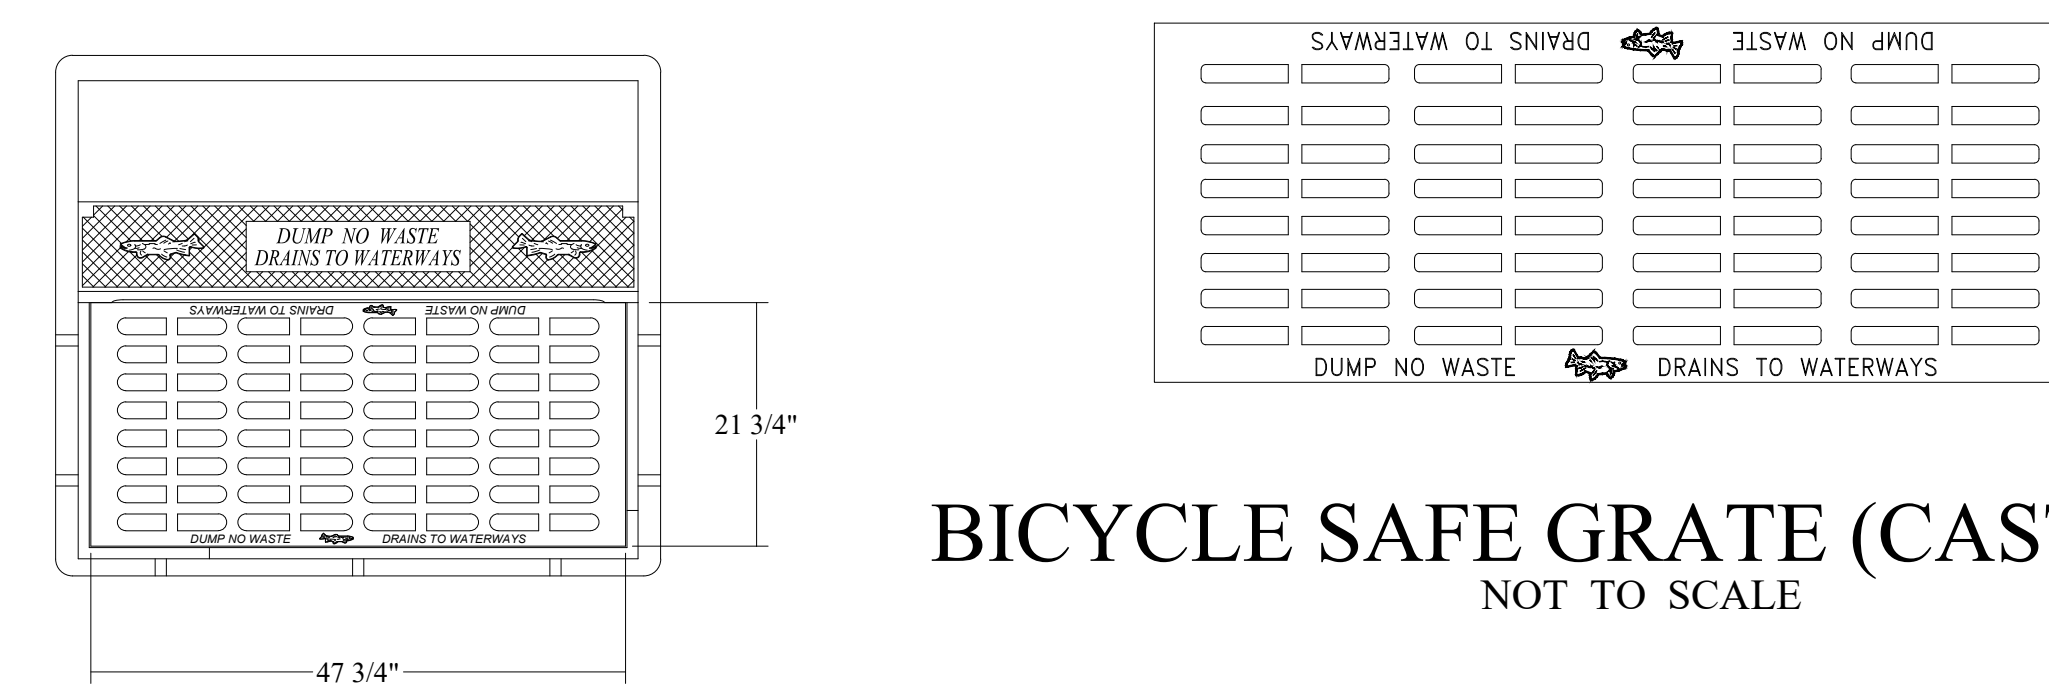 DUMP NO WASTE
DRAINS TO WATERWAYS
DUMP NO WASTE DRAINS TO WATERWAYS
DUMP NO WASTE DRAINS TO WATERWAYS
21 3/4"
47 3/4"
DUMP NO WASTE DRAINS TO WATERWAYS
DUMP NO WASTE DRAINS TO WATERWAYS
BICYCLE SAFE GRATE (CAST
NOT TO SCALE